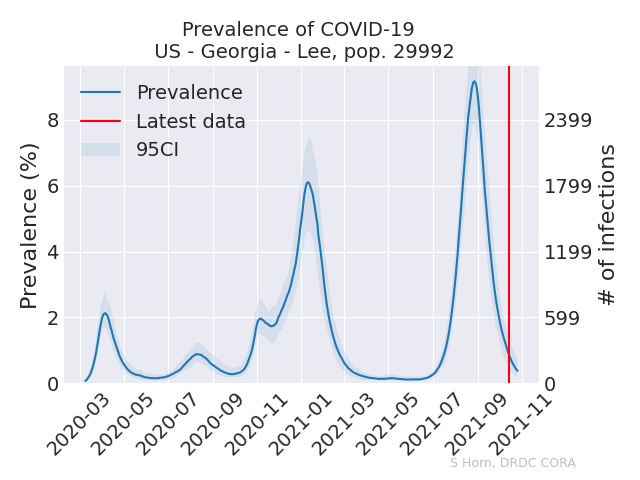 Prevalence of COVID-19
US - Georgia - Lee, pop. 29992
Prevalence
Latest data
95CI
Prevalence (%)
8
6
4
2
0
2399
1799
1199
599
0
# of infections
2020-03
2020-05
2020-07
2020-09
2020-11
2021-01
2021-03
2021-05
2021-07
2021-09
2021-11
S Horn, DRDC CORA